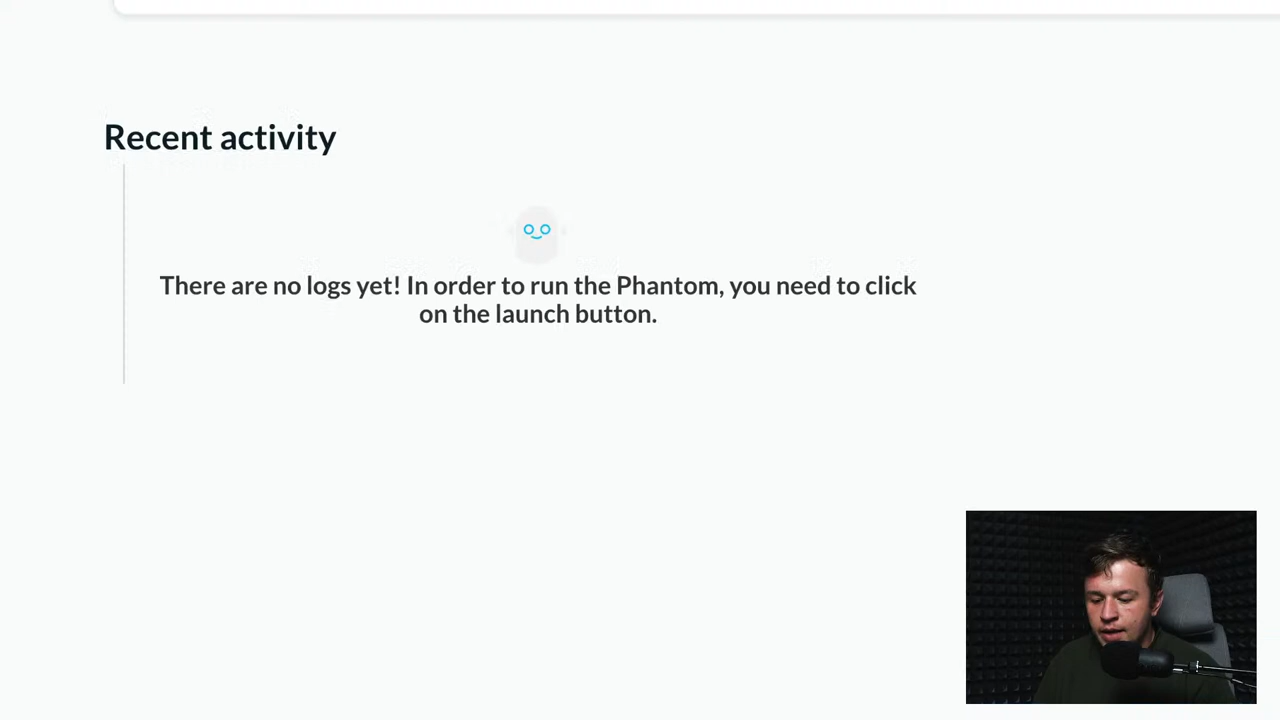 Recent activity
There are no logs yet! In order to run the Phantom, you need to click
on the launch button.